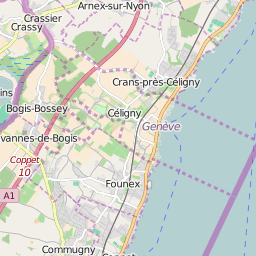 Crassier
Arnex-sur-Nyon
Crassy
Crans-près-Céligny
Bogis-Bossey
Céligny
Genève
vannes-de-Bogis
Coppet
10
A 1
Founex
Commugny